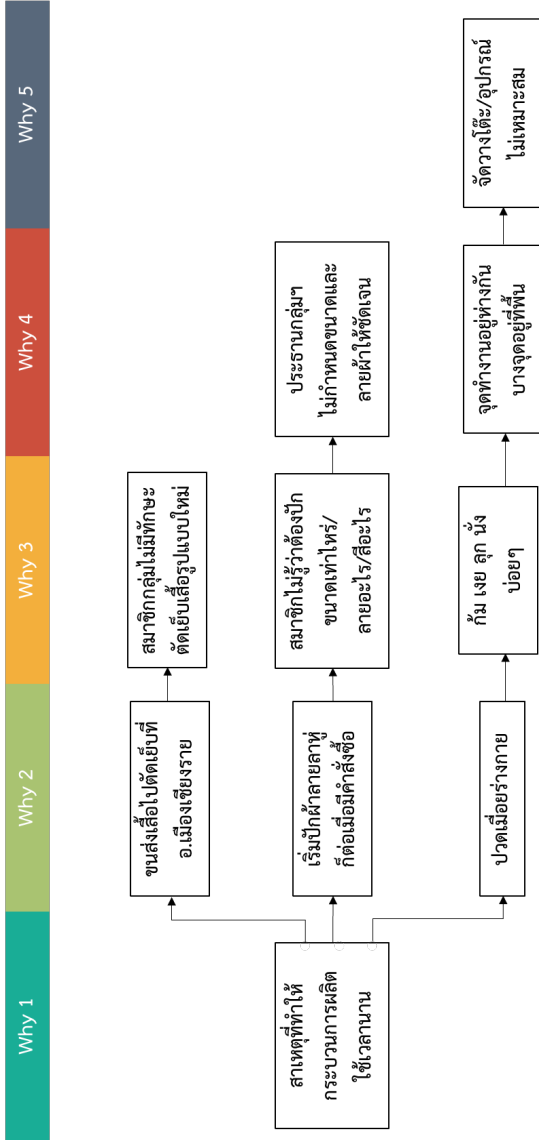 Why 1
Why 2
Why 3
Why 4
Why 5
สาเหตุที่ทำให้
กระบวนการผลิต
ใช้เวลานาน
ขนส่งเสื้อไปตัดเย็บที่
อ.เมืองเชียงราย
สมาชิกกลุ่มไม่มีทักษะ
ตัดเย็บเสื้อรูปแบบใหม่
เริ่มปักผ้าลายลาหู่
ก็ต่อเมื่อมีคำสั่งซื้อ
สมาชิกไม่รู้ว่าต้องปัก
ขนาดเท่าไหร่/
ลายอะไร/สีอะไร
ประธานกลุ่มฯ
ไม่กำหนดขนาดและ
ลายผ้าให้ชัดเจน
ปวดเมื่อยร่างกาย
ก้ม เงย ลุก นั่ง
บ่อยๆ
จุดทำงานอยู่ห่างกัน
บางจุดอยู่ที่พื้น
จัดวางโต๊ะ/อุปกรณ์
ไม่เหมาะสม